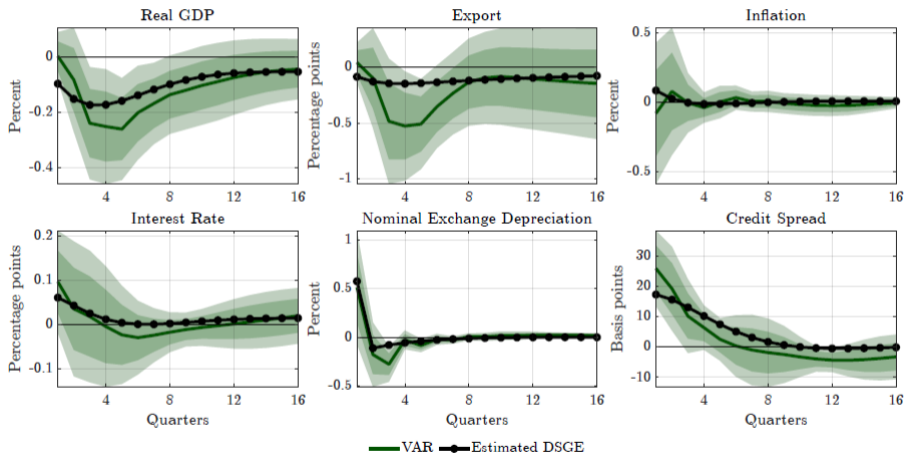 Real GDP
Export
Inflation
Percent
0
-0.2
-0.4
4 8 12 16
Percentage points
0
-0.5
-1
4 8 12 16
Percent
0.5
0
-0.5
4 8 12 16
Interest Rate
Nominal Exchange Depreciation
Credit Spread
Percentage points
0.2
0.1
0
-0.1
4 8 12 16
Quarters
Percent
1
0.5
0
-0.5
4 8 12 16
Quarters
Basis points
30
20
10
0
-10
4 8 12 16
Quarters
VAR Estimated DSGE